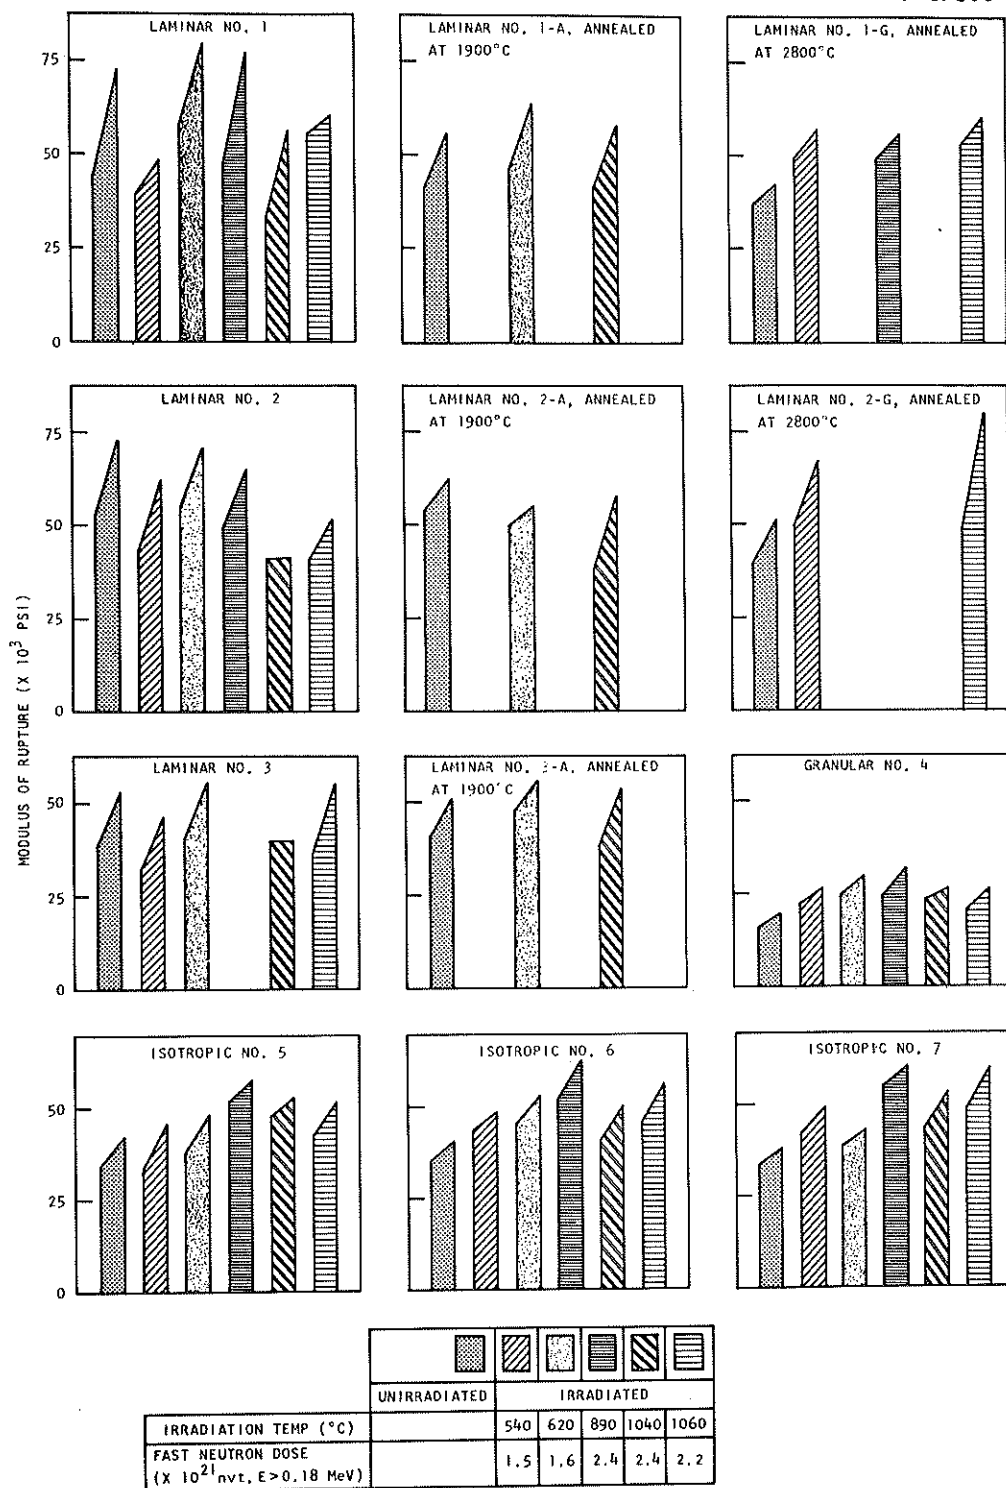 LAMINAR NO. 1
LAMINAR NO. 1-A, ANNEALED
AT 1900°C
LAMINAR NO. 1-G, ANNEALED
AT 2800°C
75
50
25
0
LAMINAR NO. 2
LAMINAR NO. 2-A, ANNEALED
AT 1900°C
LAMINAR NO. 2-G, ANNEALED
AT 2800°C
75
50
25
0
MODULUS OF RUPTURE (X 10³ PSI)
LAMINAR NO. 3
LAMINAR NO. 3-A, ANNEALED
AT 1900°C
GRANULAR NO. 4
50
25
0
ISOTROPIC NO. 5
ISOTROPIC NO. 6
ISOTROPIC NO. 7
50
25
0
UNIRRADIATED IRRADIATED
IRRADIATION TEMP (°C) 540 620 890 1040 1060
FAST NEUTRON DOSE
(X 10²¹ nvt, E>0.18 MeV) 1.5 1.6 2.4 2.4 2.2